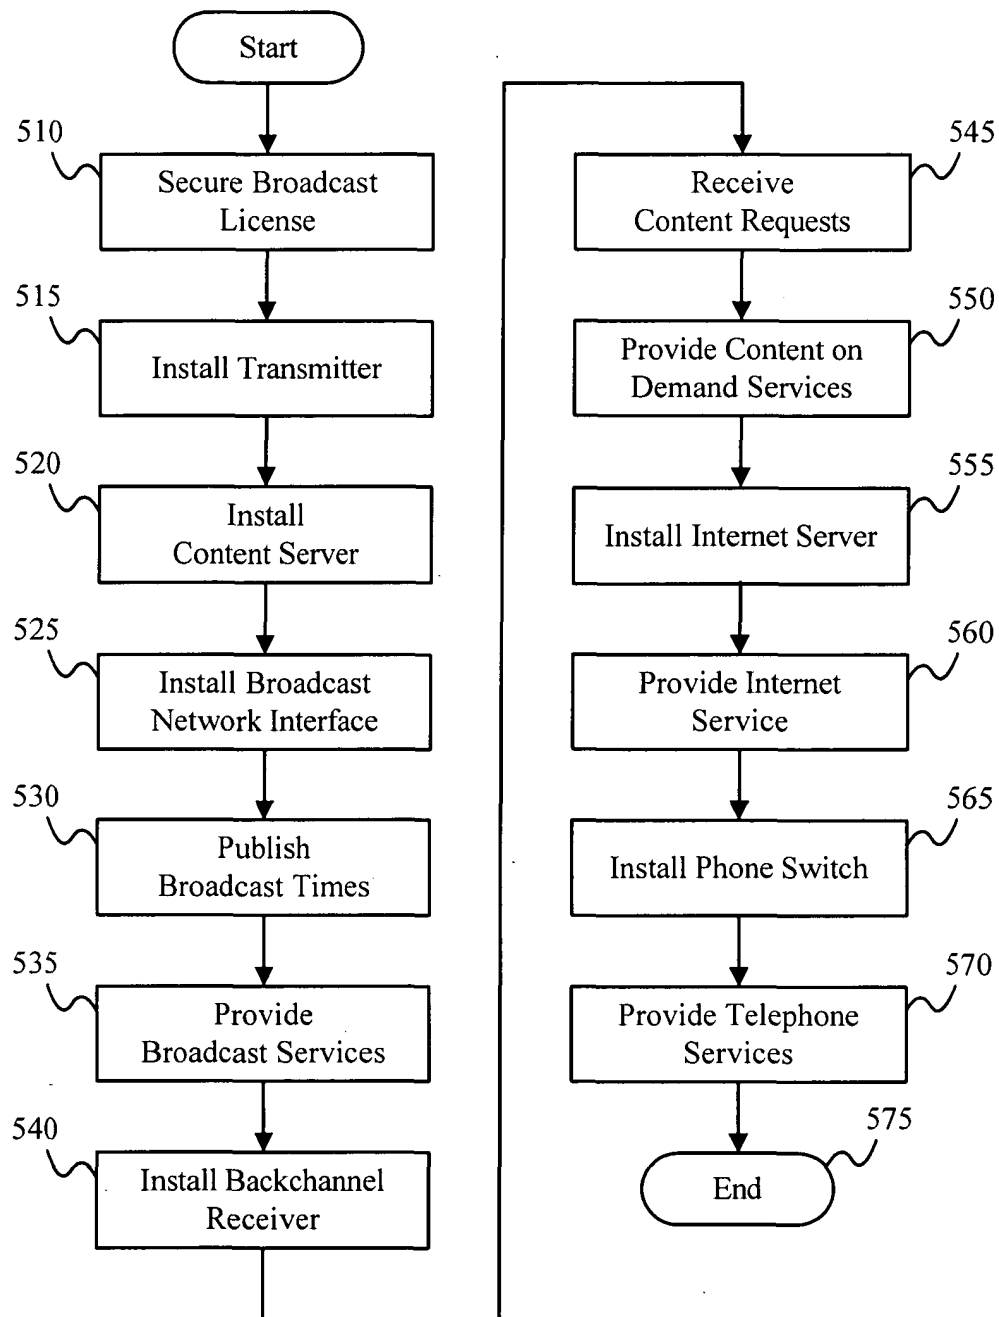 Start
510
Secure Broadcast
License
515
Install Transmitter
520
Install
Content Server
525
Install Broadcast
Network Interface
530
Publish
Broadcast Times
535
Provide
Broadcast Services
540
Install Backchannel
Receiver
545
Receive
Content Requests
550
Provide Content on
Demand Services
555
Install Internet Server
560
Provide Internet
Service
565
Install Phone Switch
570
Provide Telephone
Services
575
End